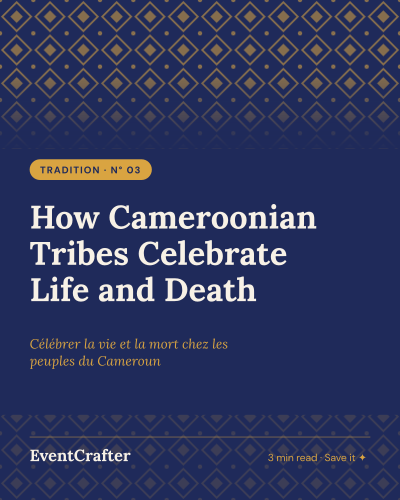 TRADITION · N° 03
How Cameroonian
Tribes Celebrate
Life and Death
Célébrer la vie et la mort chez les
peuples du Cameroun
EventCrafter
3 min read · Save it ✦